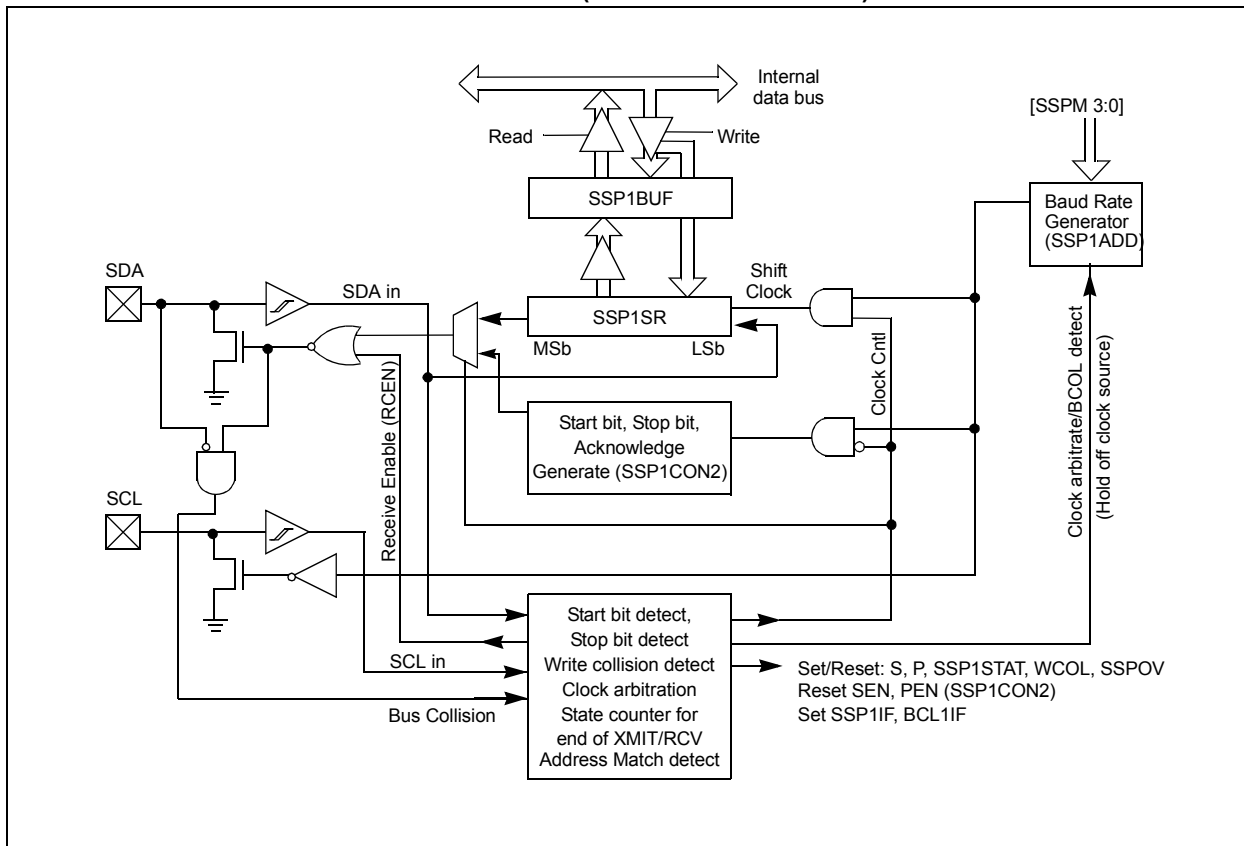 Internal
data bus
[SSPM 3:0]
Read
Write
SSP1BUF
Baud Rate
Generator
(SSP1ADD)
SDA
Shift
Clock
SDA in
SSP1SR
MSb
LSb
Clock Cntl
Clock arbitrate/BCOL detect
(Hold off clock source)
Receive Enable (RCEN)
Start bit, Stop bit,
Acknowledge
Generate (SSP1CON2)
SCL
Start bit detect,
Stop bit detect
Write collision detect
Clock arbitration
State counter for
end of XMIT/RCV
Address Match detect
SCL in
Bus Collision
Set/Reset: S, P, SSP1STAT, WCOL, SSPOV
Reset SEN, PEN (SSP1CON2)
Set SSP1IF, BCL1IF